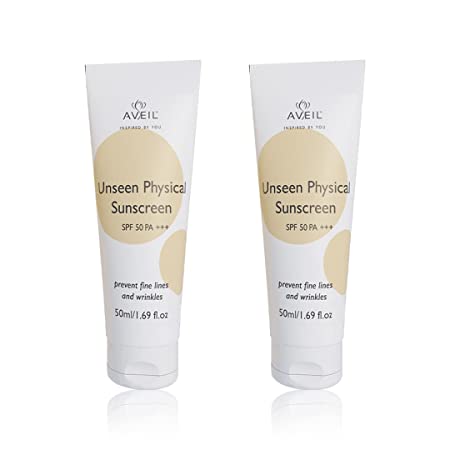 AVEIL
INSPIRED BY YOU
Unseen Physical
Sunscreen
SPF 50 PA +++
prevent fine lines
and wrinkles
50ml/1.69 fl.oz
AVEIL
INSPIRED BY YOU
Unseen Physical
Sunscreen
SPF 50 PA +++
prevent fine lines
and wrinkles
50ml/1.69 fl.oz